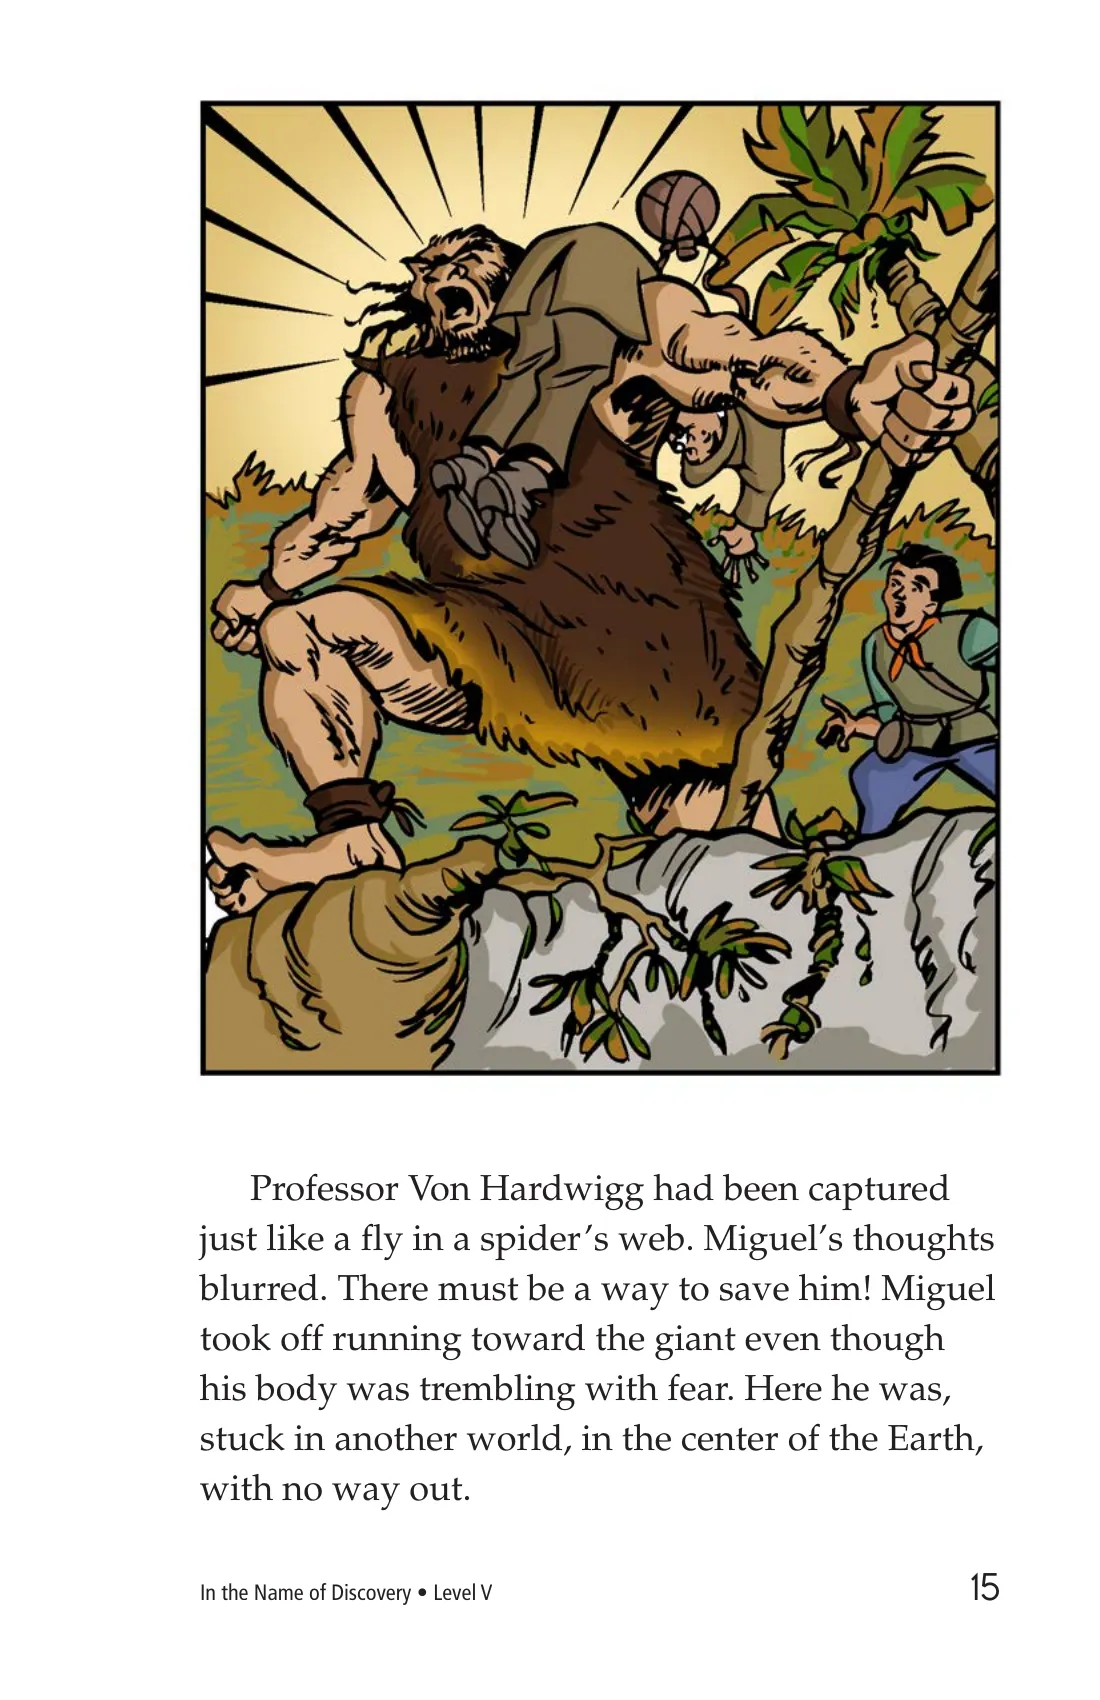 Professor Von Hardwigg had been captured
just like a fly in a spider’s web. Miguel’s thoughts
blurred. There must be a way to save him! Miguel
took off running toward the giant even though
his body was trembling with fear. Here he was,
stuck in another world, in the center of the Earth,
with no way out.
In the Name of Discovery • Level V
15